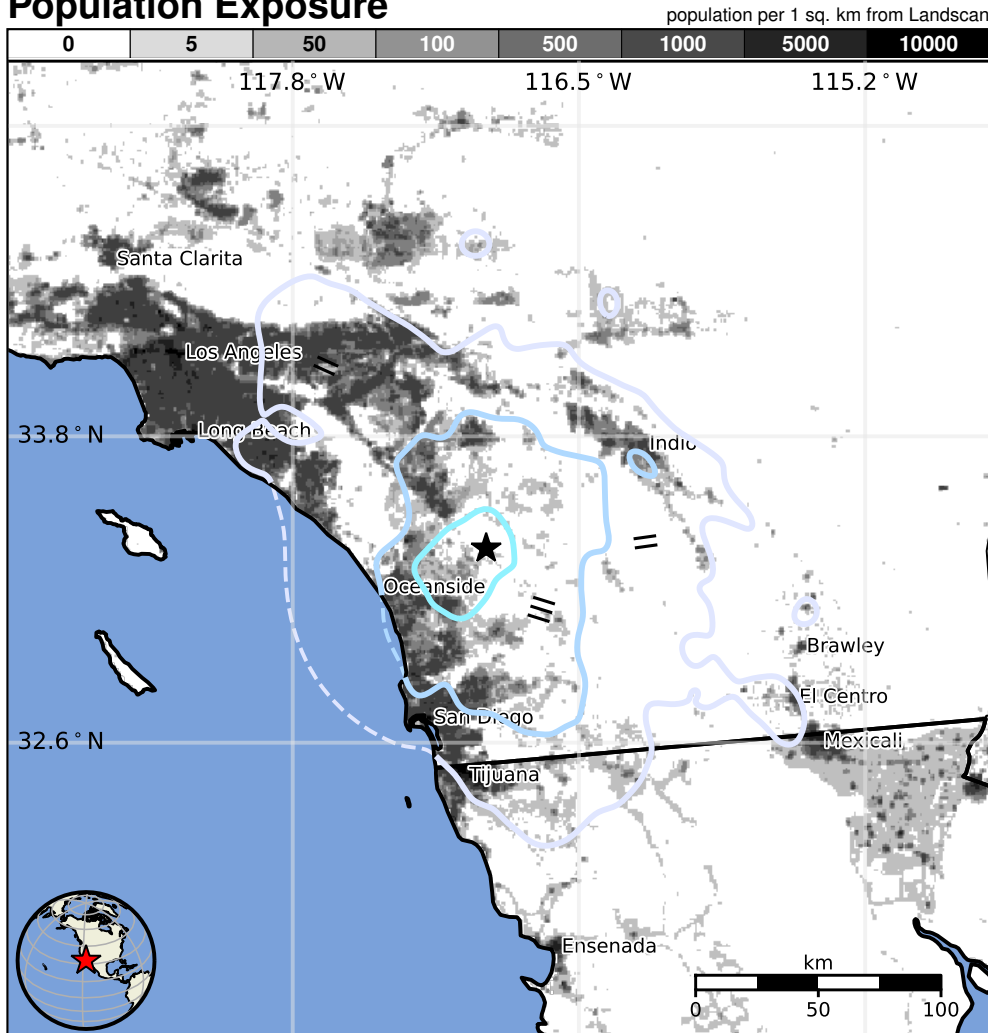 Population Exposure
population per 1 sq. km from Landscan
0 5 50 100 500 1000 5000 10000
117.8°W 116.5°W 115.2°W
Santa Clarita
Los Angeles
II
Long Beach
33.8°N
Indio
II
Oceanside
III
Brawley
El Centro
San Diego
32.6°N
Mexicali
Tijuana
Ensenada
km
0 50 100